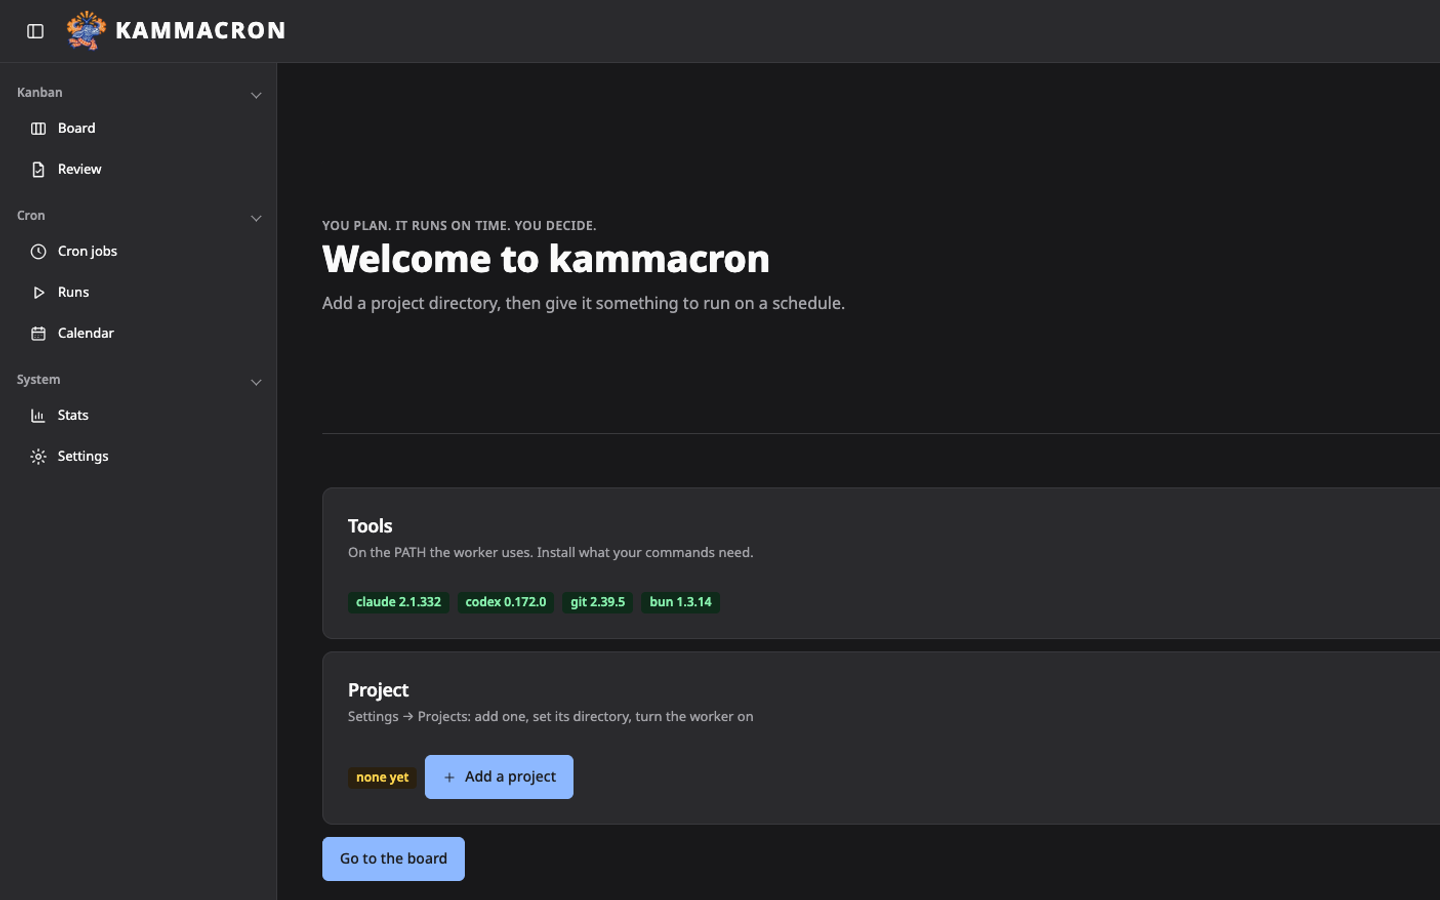 KAMMACRON
Kanban
Board
Review
Cron
Cron jobs
Runs
Calendar
System
Stats
Settings
YOU PLAN. IT RUNS ON TIME. YOU DECIDE.
Welcome to kammacron
Add a project directory, then give it something to run on a schedule.
Tools
On the PATH the worker uses. Install what your commands need.
claude 2.1.332 codex 0.172.0 git 2.39.5 bun 1.3.14
Project
Settings → Projects: add one, set its directory, turn the worker on
none yet + Add a project
Go to the board